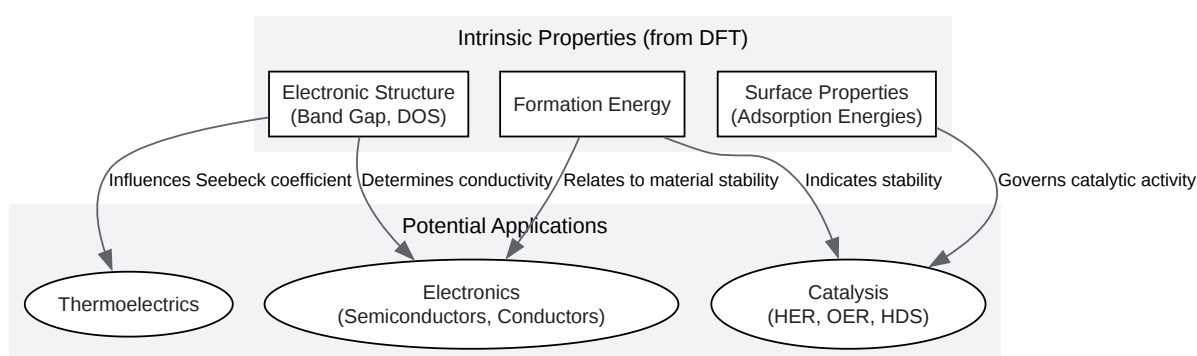 Intrinsic Properties (from DFT)
Electronic Structure
(Band Gap, DOS)
Formation Energy
Surface Properties
(Adsorption Energies)
Influences Seebeck coefficient
Determines conductivity
Relates to material stability
Indicates stability
Governs catalytic activity
Potential Applications
Thermoelectrics
Electronics
(Semiconductors, Conductors)
Catalysis
(HER, OER, HDS)